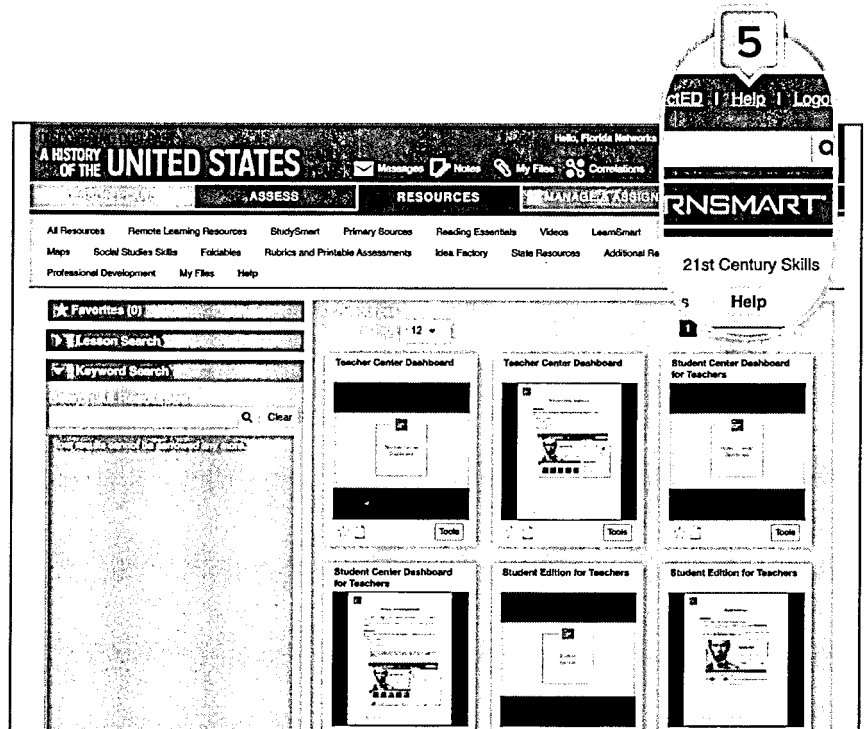 5
ctED | Help | Logo
Hello, Florida Networks
A HISTORY OF THE UNITED STATES
Messages Notes My Files Correlations
ASSESS RESOURCES MANAGE & ASSIGN
RNSMART
All Resources Remote Learning Resources StudySmart Primary Sources Reading Essentials Videos LearnSmart
Maps Social Studies Skills Foldables Rubrics and Printable Assessments Idea Factory State Resources Additional Re
21st Century Skills
Professional Development My Files Help
s Help
Favorites (0)
12
1
Lesson Search
Keyword Search
Clear
Teacher Center Dashboard
Teacher Center Dashboard
Student Center Dashboard for Teachers
Tools
Tools
Tools
Student Center Dashboard for Teachers
Student Edition for Teachers
Student Edition for Teachers